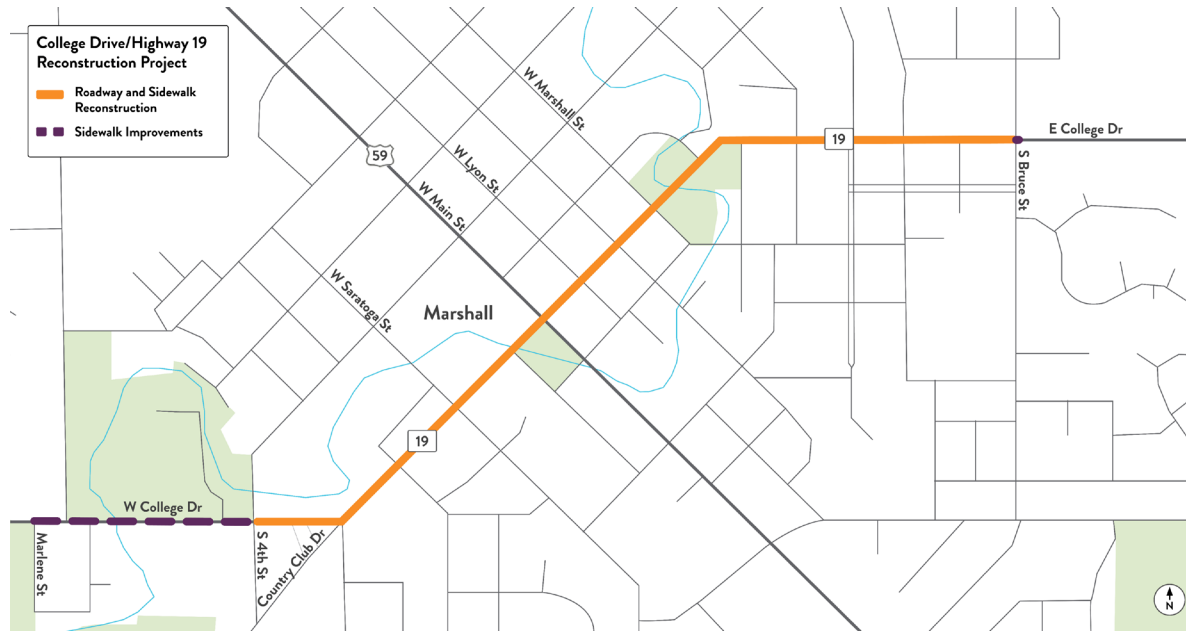 College Drive/Highway 19
Reconstruction Project
Roadway and Sidewalk
Reconstruction
Sidewalk Improvements
W Marshall St
59
W Lyon St
W Main St
19
E College Dr
S Bruce St
W Saratoga St
Marshall
19
W College Dr
Marlene St
S 4th St
Country Club Dr
N